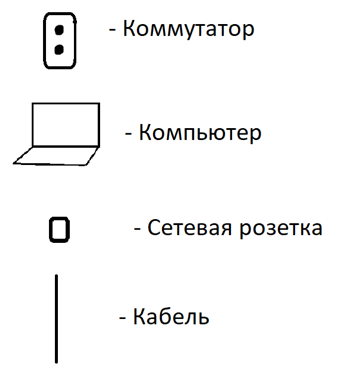 - Коммутатор
- Компьютер
- Сетевая розетка
- Кабель